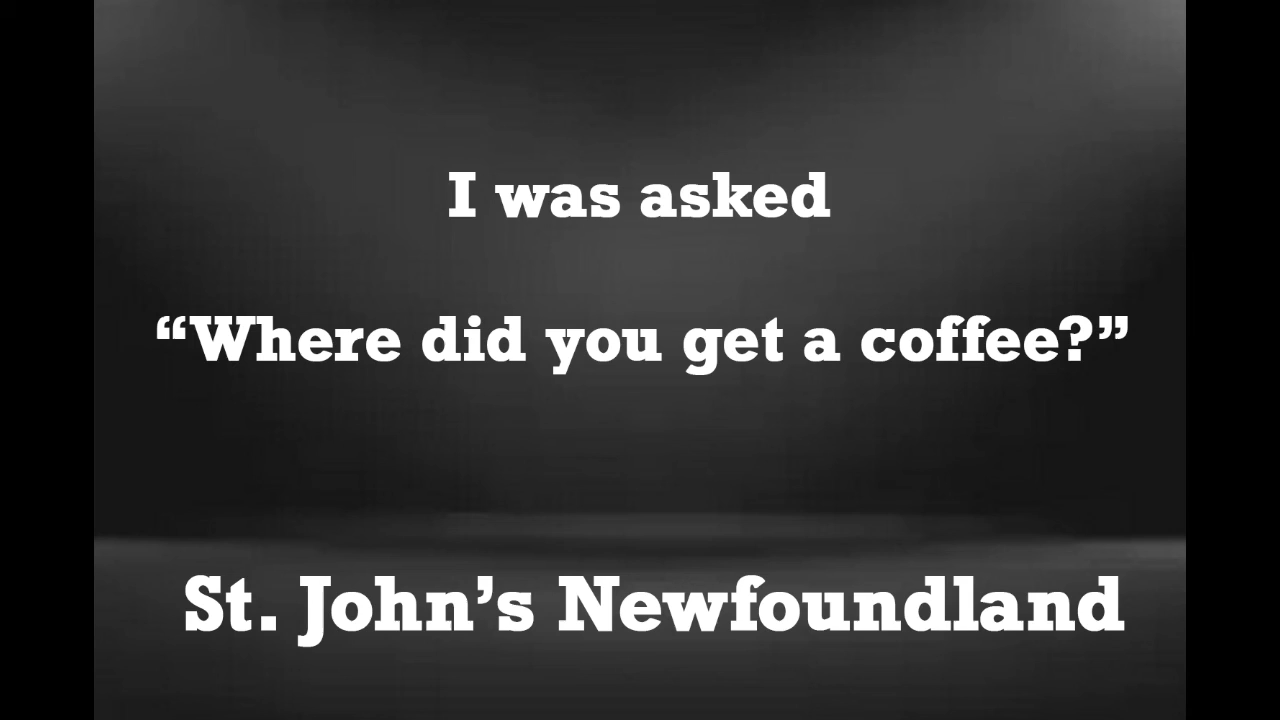 I was asked
“Where did you get a coffee?”
St. John’s Newfoundland